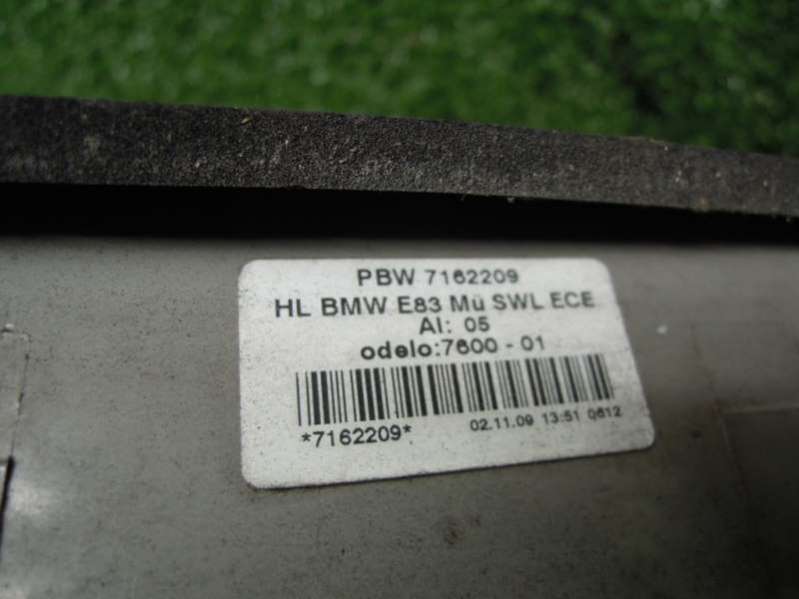 PBW 7162209
HL BMW E83 Mü SWL ECE
AI: 05
odelo:7600 - 01
*7162209* 02.11.09 13:51 0612